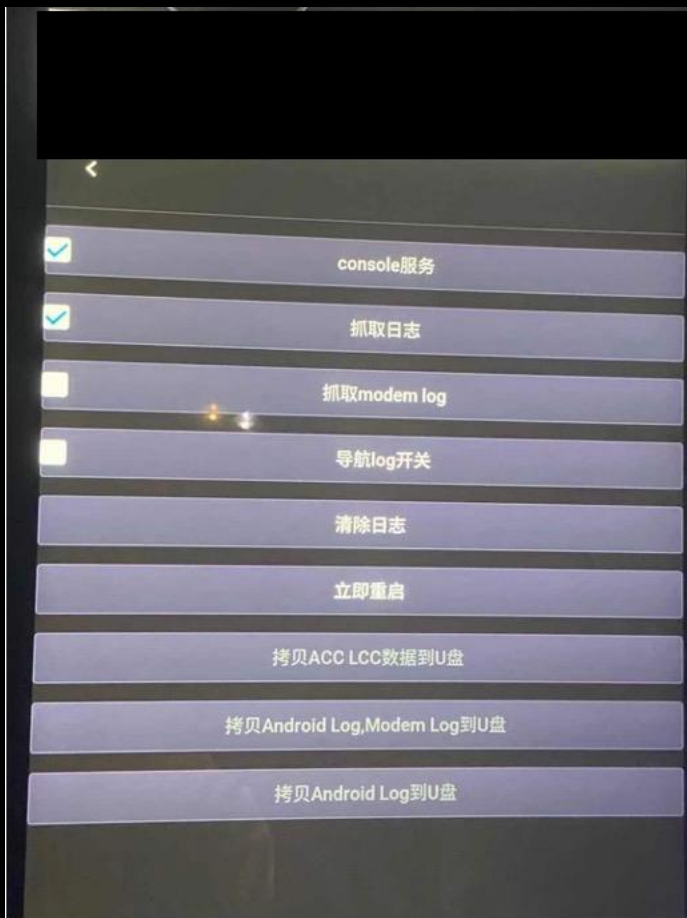 console服务
抓取日志
抓取modem log
导航log开关
清除日志
立即重启
拷贝ACC LCC数据到U盘
拷贝Android Log,Modem Log到U盘
拷贝Android Log到U盘